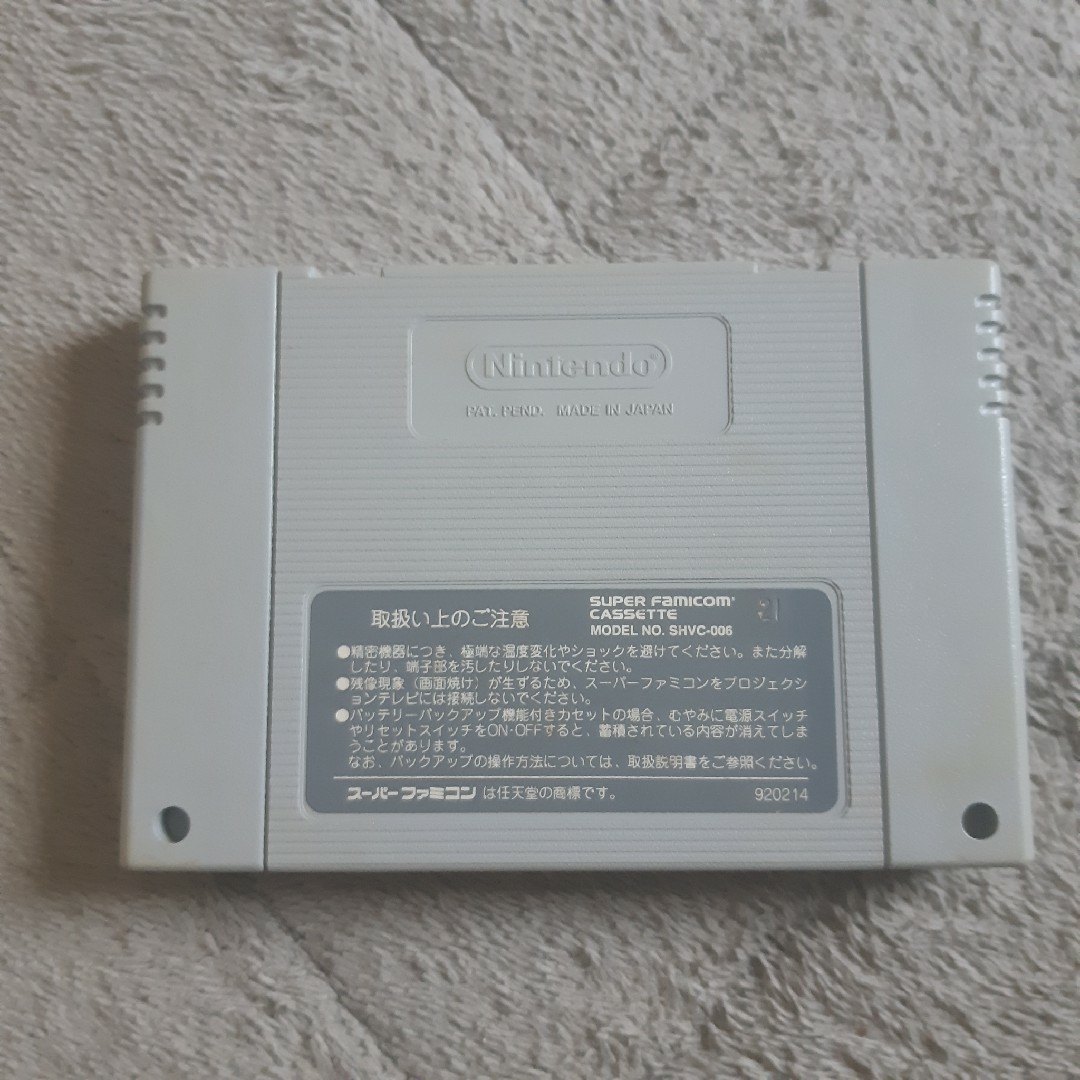 Nintendo®
PAT. PEND. MADE IN JAPAN
取扱い上のご注意
SUPER FAMICOM®
CASSETTE
MODEL NO. SHVC-006
●精密機器につき、極端な温度変化やショックを避けてください。また分解
したり、端子部を汚したりしないでください。
●残像現象(画面焼け)が生ずるため、スーパーファミコンをプロジェクシ
ョンテレビには接続しないでください。
●バッテリーバックアップ機能付きカセットの場合、むやみに電源スイッチ
やリセットスイッチをON・OFFすると、蓄積されている内容が消えてしま
うことがあります。
なお、バックアップの操作方法については、取扱説明書をご参照ください。
スーパーファミコン は任天堂の商標です。
920214